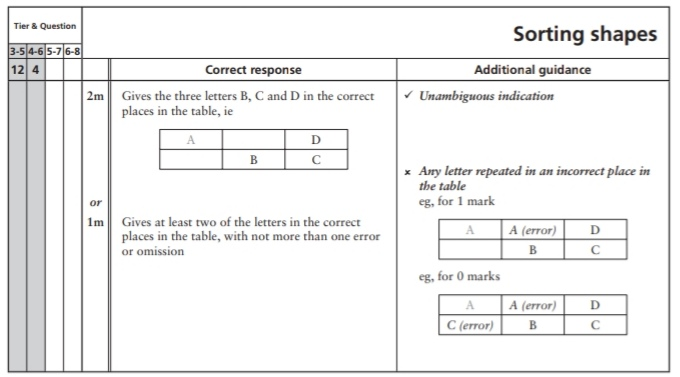 Tier & Question
Sorting shapes
3-5 4-6 5-7 6-8
12 4
Correct response
Additional guidance
2m
Gives the three letters B, C and D in the correct
places in the table, ie
A D
B C
✓ Unambiguous indication
× Any letter repeated in an incorrect place in
the table
eg, for 1 mark
A A (error) D
B C
or
1m
Gives at least two of the letters in the correct
places in the table, with not more than one error
or omission
eg, for 0 marks
A A (error) D
C (error) B C